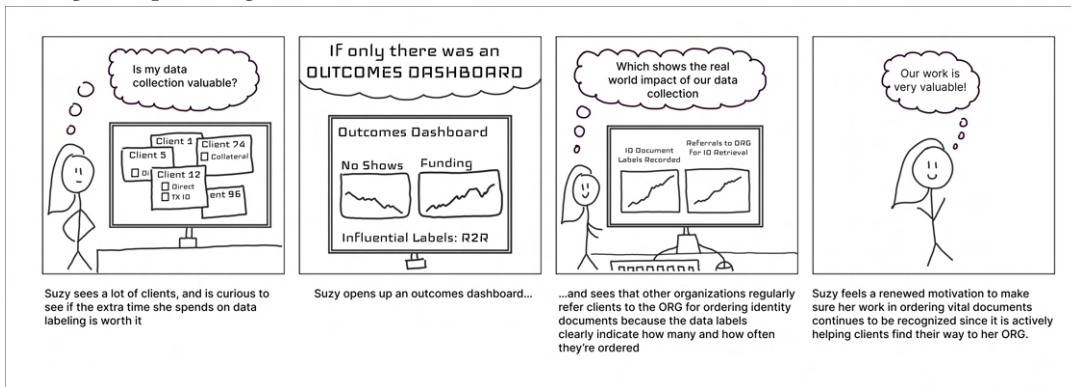 Is my data
collection valuable?
Client 1
Client 74
Collateral
Client 5
Client 12
Direct
TX ID
ent 96
Suzy sees a lot of clients, and is curious to
see if the extra time she spends on data
labeling is worth it
IF only there was an
OUTCOMES DASHBOARD
Outcomes Dashboard
No Shows
Funding
Influential Labels: R2R
Suzy opens up an outcomes dashboard...
Which shows the real
world impact of our data
collection
ID Document
Labels Recorded
Referrals to ORG
for ID Retrieval
...and sees that other organizations regularly
refer clients to the ORG for ordering identity
documents because the data labels
clearly indicate how many and how often
they're ordered
Our work is
very valuable!
Suzy feels a renewed motivation to make
sure her work in ordering vital documents
continues to be recognized since it is actively
helping clients find their way to her ORG.